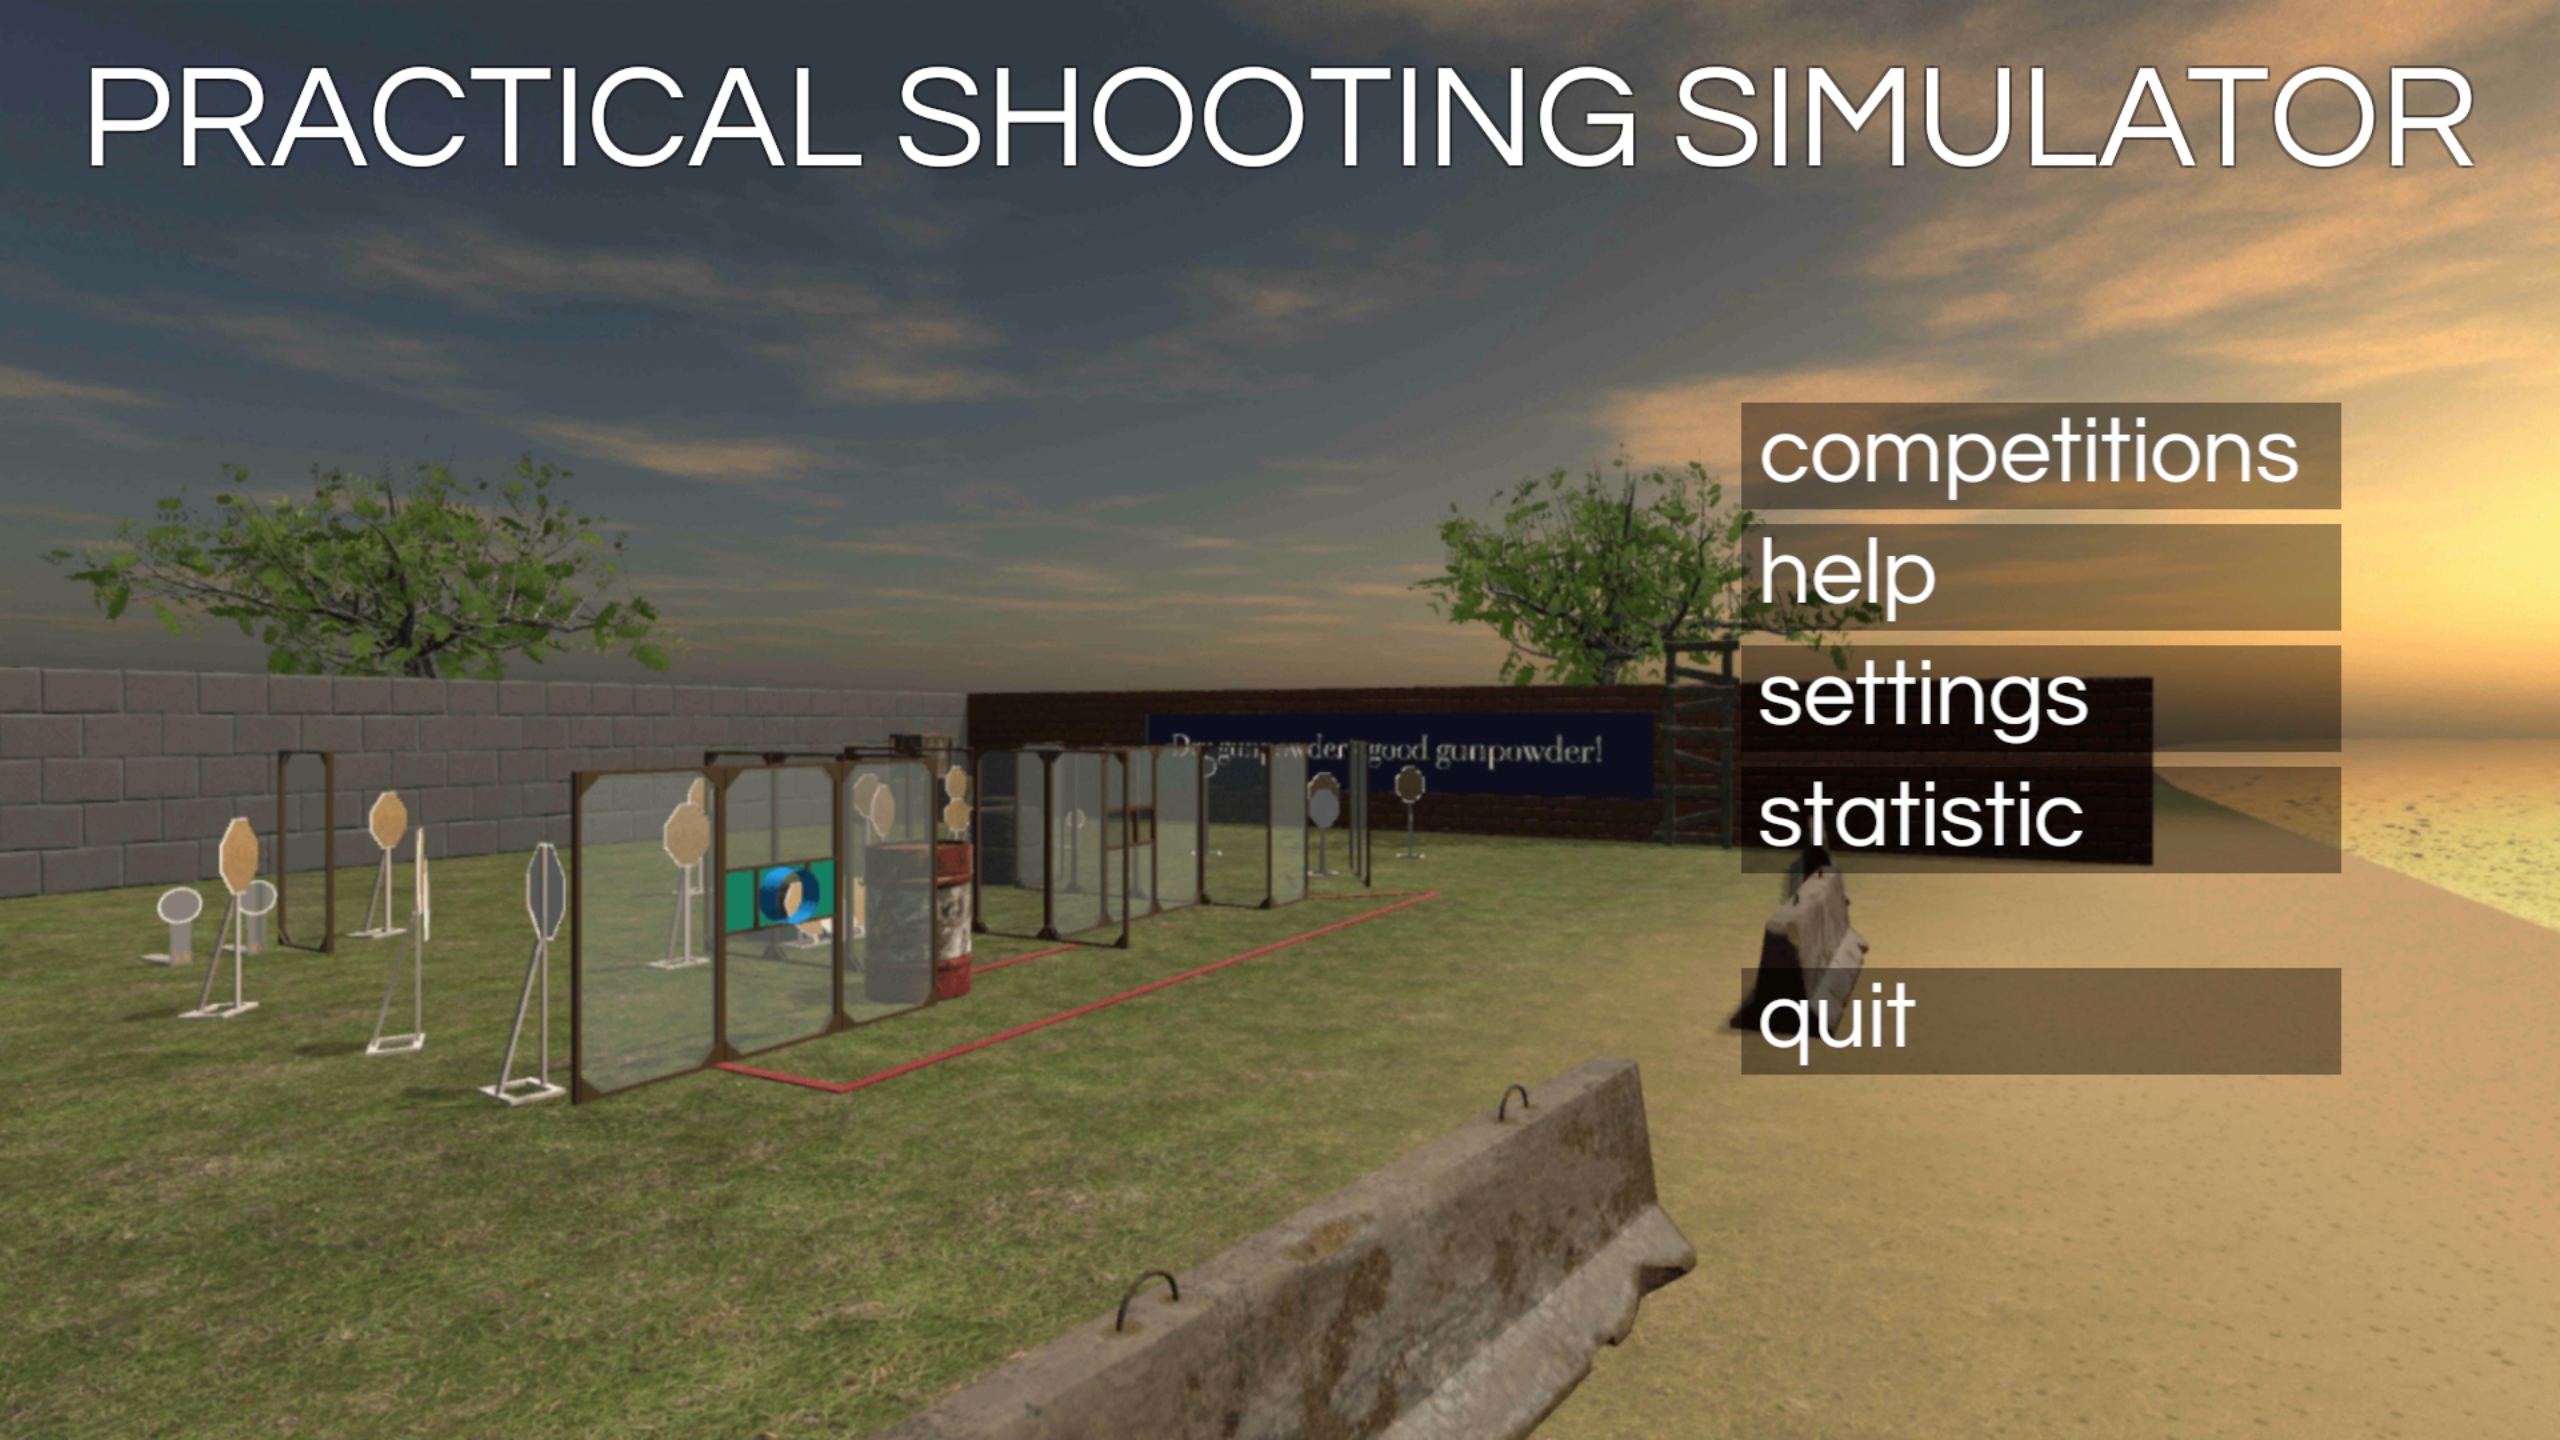 PRACTICAL SHOOTING SIMULATOR
competitions
help
settings
statistic
good gunpowder!
quit